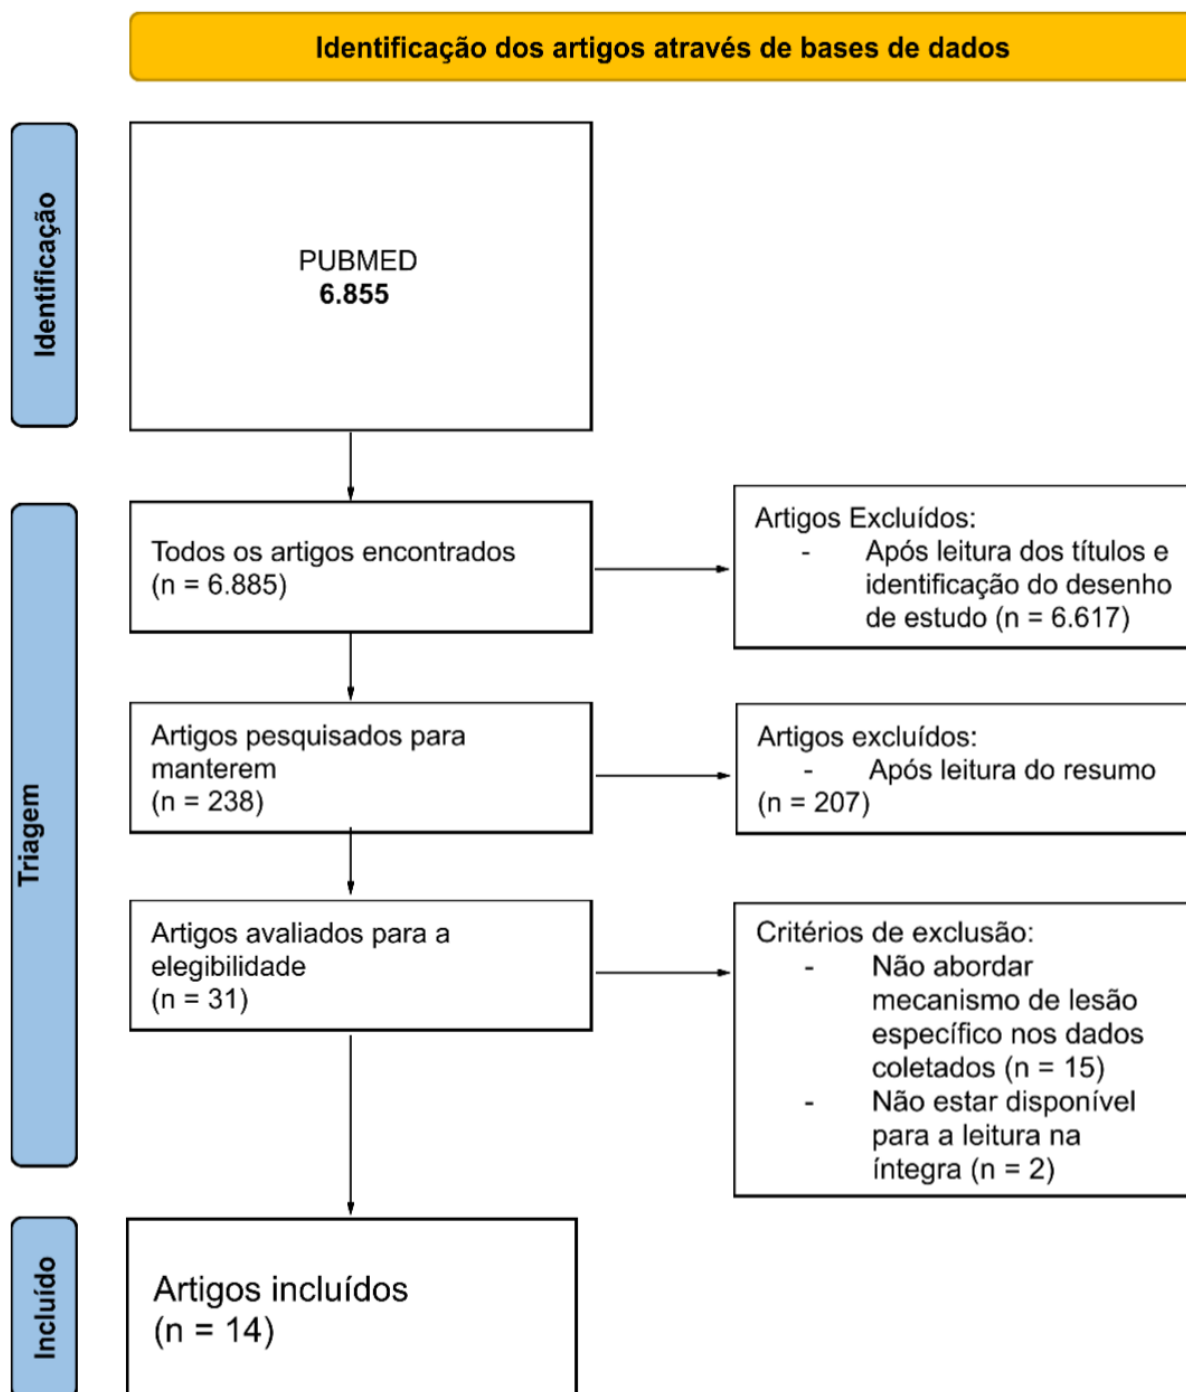 Identificação dos artigos através de bases de dados
Identificação
PUBMED
6.855
Triagem
Todos os artigos encontrados
(n = 6.885)
Artigos Excluídos:
- Após leitura dos títulos e
identificação do desenho
de estudo (n = 6.617)
Artigos pesquisados para
manterem
(n = 238)
Artigos excluídos:
- Após leitura do resumo
(n = 207)
Artigos avaliados para a
elegibilidade
(n = 31)
Critérios de exclusão:
- Não abordar
mecanismo de lesão
específico nos dados
coletados (n = 15)
- Não estar disponível
para a leitura na
íntegra (n = 2)
Incluído
Artigos incluídos
(n = 14)